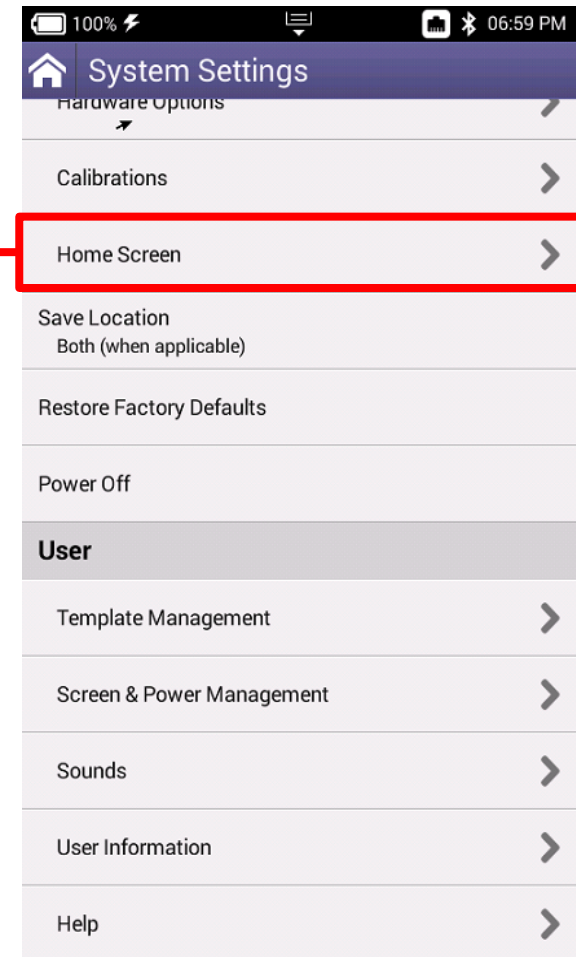 100%
06:59 PM
System Settings
Hardware Options
Calibrations
Home Screen
Save Location
Both (when applicable)
Restore Factory Defaults
Power Off
User
Template Management
Screen & Power Management
Sounds
User Information
Help